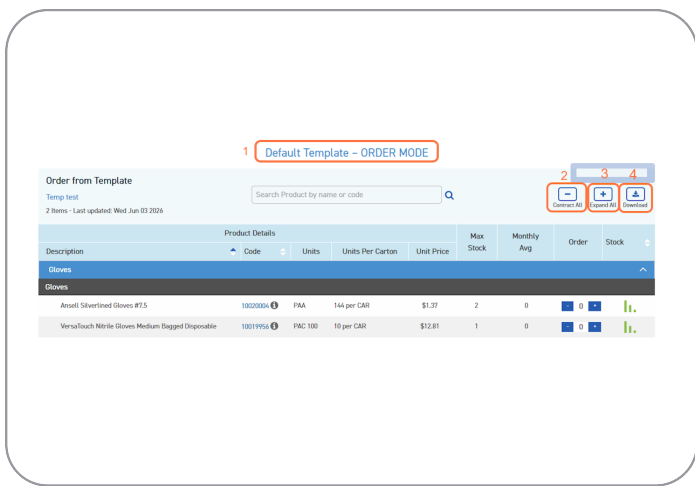 1 Default Template – ORDER MODE
Order from Template
2 3 4
Temp test
Search Product by name or code
Contract All Expand All Download
2 Items - Last updated: Wed Jun 03 2026
Product Details
Max Stock Monthly Avg Order Stock
Description Code Units Units Per Carton Unit Price
Gloves
Gloves
Ansell Silverlined Gloves #7.5 10020004 PAA 144 per CAR $1.37 2 0 - 0 +
VersaTouch Nitrile Gloves Medium Bagged Disposable 10019956 PAC 100 10 per CAR $12.81 1 0 - 0 +